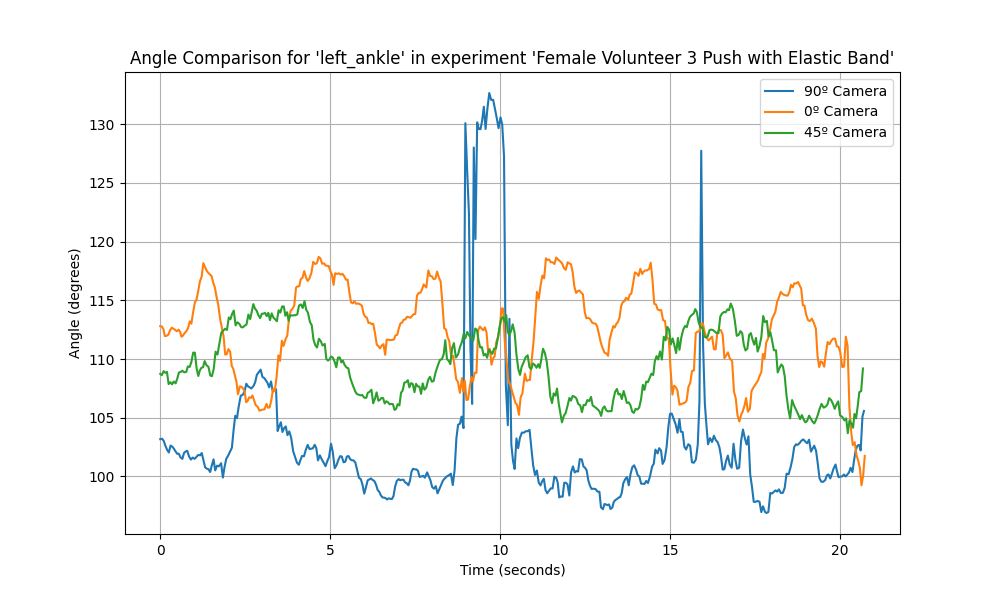 Angle Comparison for 'left_ankle' in experiment 'Female Volunteer 3 Push with Elastic Band'
90º Camera
0º Camera
45º Camera
Angle (degrees)
130
125
120
115
110
105
100
0
5
10
15
20
Time (seconds)